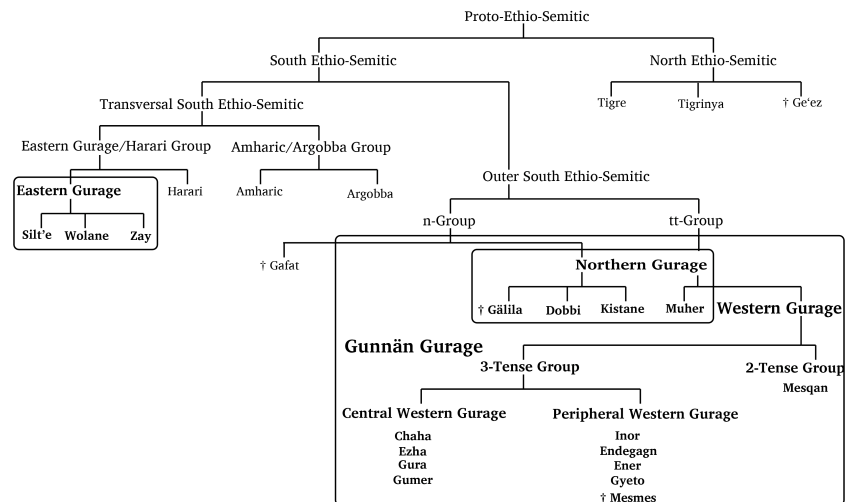 Proto-Ethio-Semitic
South Ethio-Semitic
North Ethio-Semitic
Tigre
Tigrinya
† Ge‘ez
Transversal South Ethio-Semitic
Eastern Gurage/Harari Group
Amharic/Argobba Group
Eastern Gurage
Harari
Amharic
Argobba
Silt’e
Wolane
Zay
Outer South Ethio-Semitic
n-Group
tt-Group
† Gafat
Northern Gurage
† Gälila
Dobbi
Kistane
Muher
Western Gurage
Gunnän Gurage
3-Tense Group
2-Tense Group
Mesqan
Central Western Gurage
Chaha
Ezha
Gura
Gumer
Peripheral Western Gurage
Inor
Endegagn
Ener
Gyeto
† Mesmes